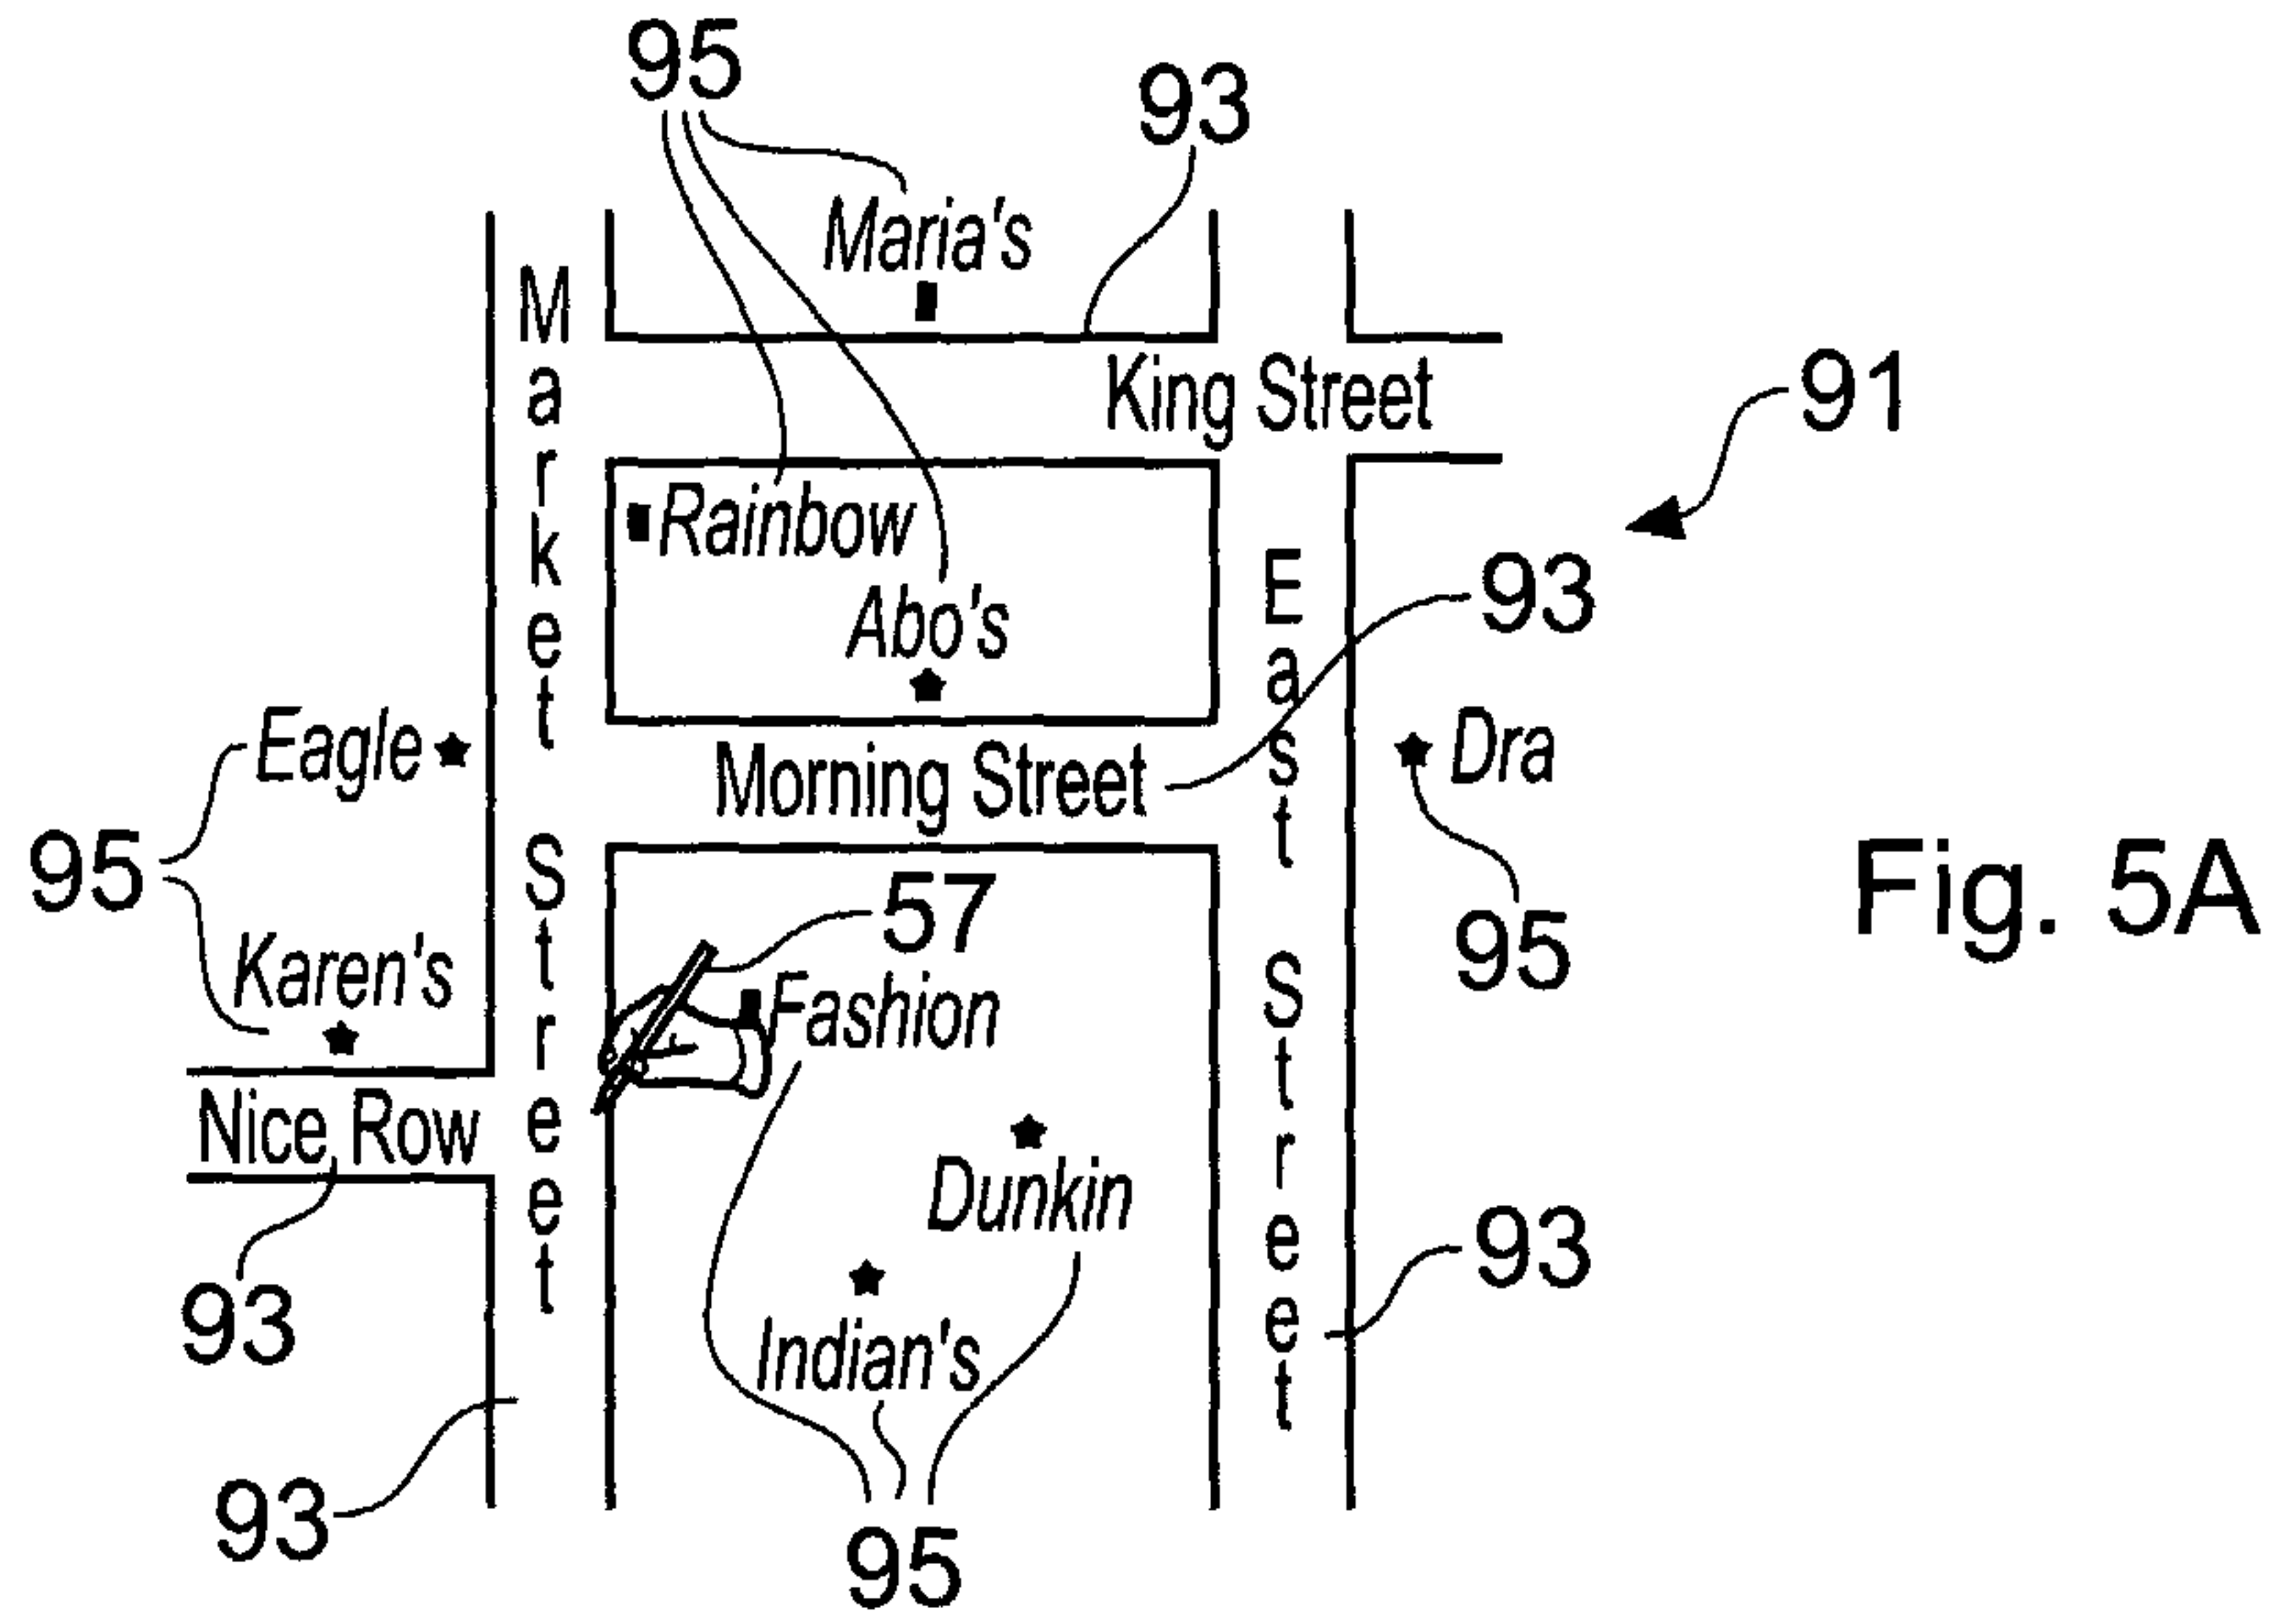 95
93
Maria's
Market Street
King Street
91
Rainbow
93
Abo's
East Street
Eagle
Dra
Morning Street
95
57
95
Fig. 5A
Karen's
Fashion
Nice Row
Dunkin
93
93
Indian's
93
95